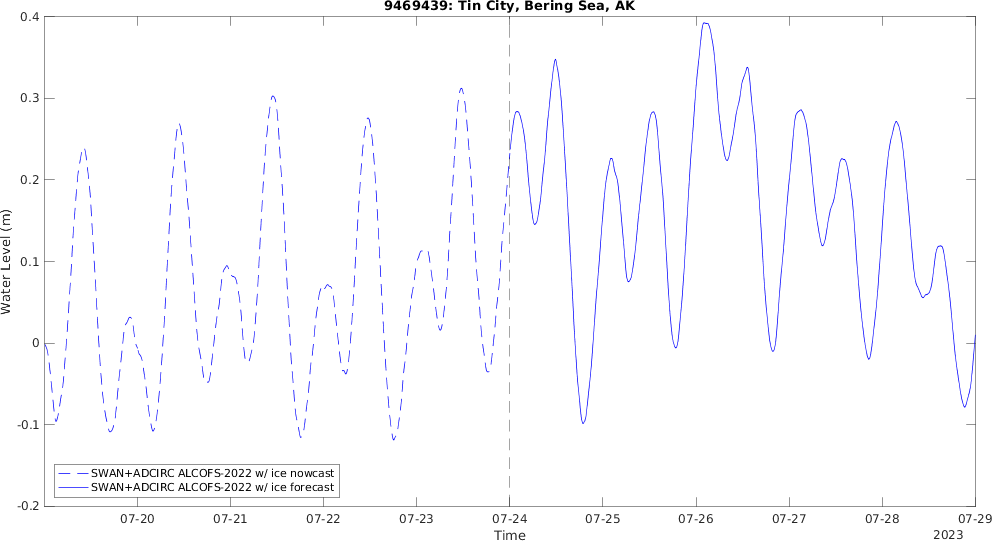 9469439: Tin City, Bering Sea, AK
Water Level (m)
0.4
0.3
0.2
0.1
0
-0.1
-0.2
SWAN+ADCIRC ALCOFS-2022 w/ ice nowcast
SWAN+ADCIRC ALCOFS-2022 w/ ice forecast
07-20 07-21 07-22 07-23 07-24 07-25 07-26 07-27 07-28 07-29
Time
2023